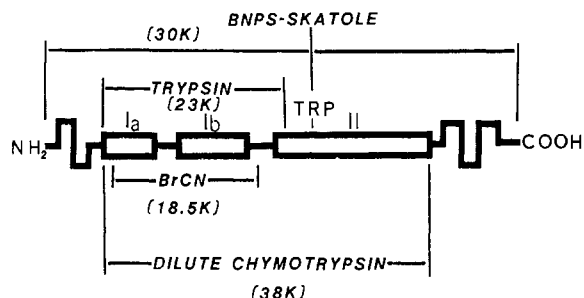 BNPS-SKATOLE
(30K)
TRYPSIN
(23K)
TRP
Ia Ib II
NH2 COOH
BrCN
(18.5K)
DILUTE CHYMOTRYPSIN
(38K)